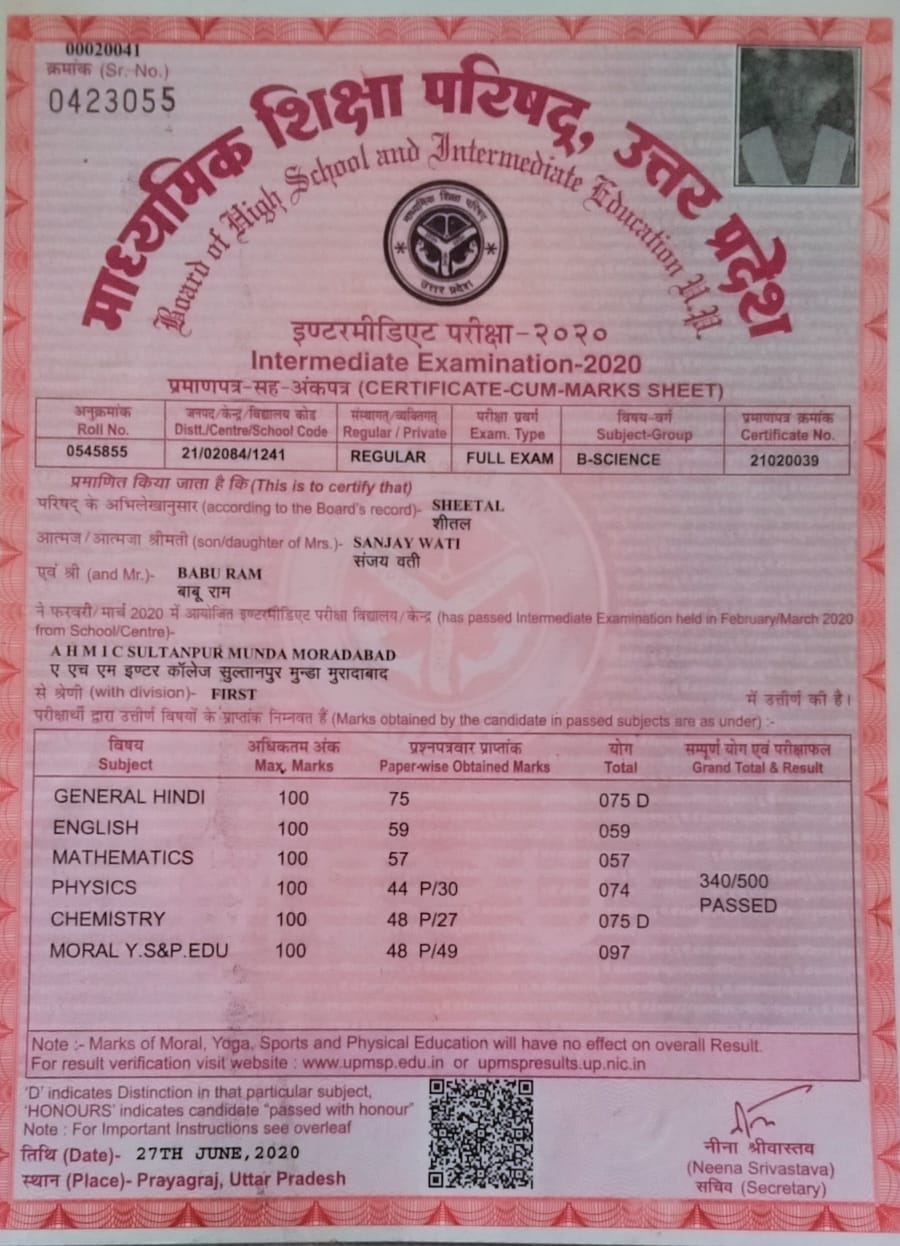 00020041
क्रमांक (Sr. No.)
0423055
माध्यमिक शिक्षा परिषद्, उत्तर प्रदेश
Board of High School and Intermediate Education U.P.
माध्यमिक शिक्षा परिषद
उत्तर प्रदेश
इण्टरमीडिएट परीक्षा-२०२०
Intermediate Examination-2020
प्रमाणपत्र-सह-अंकपत्र (CERTIFICATE-CUM-MARKS SHEET)
अनुक्रमांक जनपद/केन्द्र/विद्यालय कोड संस्थागत/व्यक्तिगत परीक्षा प्रवर्ग विषय-वर्ग प्रमाणपत्र क्रमांक
Roll No. Distt./Centre/School Code Regular / Private Exam. Type Subject-Group Certificate No.
0545855 21/02084/1241 REGULAR FULL EXAM B-SCIENCE 21020039
प्रमाणित किया जाता है कि (This is to certify that)
परिषद् के अभिलेखानुसार (according to the Board's record)- SHEETAL
शीतल
आत्मज/आत्मजा श्रीमती (son/daughter of Mrs.)- SANJAY WATI
संजय वती
एवं श्री (and Mr.)- BABU RAM
बाबू राम
ने फरवरी/मार्च 2020 में आयोजित इण्टरमीडिएट परीक्षा विद्यालय/केन्द्र (has passed Intermediate Examination held in February/March 2020
from School/Centre)-
A H M I C SULTANPUR MUNDA MORADABAD
ए एच एम इण्टर कॉलेज सुल्तानपुर मुन्डा मुरादाबाद
से श्रेणी (with division)- FIRST में उत्तीर्ण की है।
परीक्षार्थी द्वारा उत्तीर्ण विषयों के प्राप्तांक निम्नवत हैं (Marks obtained by the candidate in passed subjects are as under) :-
विषय अधिकतम अंक प्रश्नपत्रवार प्राप्तांक योग सम्पूर्ण योग एवं परीक्षाफल
Subject Max. Marks Paper-wise Obtained Marks Total Grand Total & Result
GENERAL HINDI 100 75 075 D
ENGLISH 100 59 059
MATHEMATICS 100 57 057
PHYSICS 100 44 P/30 074 340/500
PASSED
CHEMISTRY 100 48 P/27 075 D
MORAL Y.S&P.EDU 100 48 P/49 097
Note :- Marks of Moral, Yoga, Sports and Physical Education will have no effect on overall Result.
For result verification visit website : www.upmsp.edu.in or upmspresults.up.nic.in
'D' indicates Distinction in that particular subject,
'HONOURS' indicates candidate "passed with honour"
Note : For Important Instructions see overleaf
तिथि (Date)- 27TH JUNE, 2020
स्थान (Place)- Prayagraj, Uttar Pradesh
नीना श्रीवास्तव
(Neena Srivastava)
सचिव (Secretary)